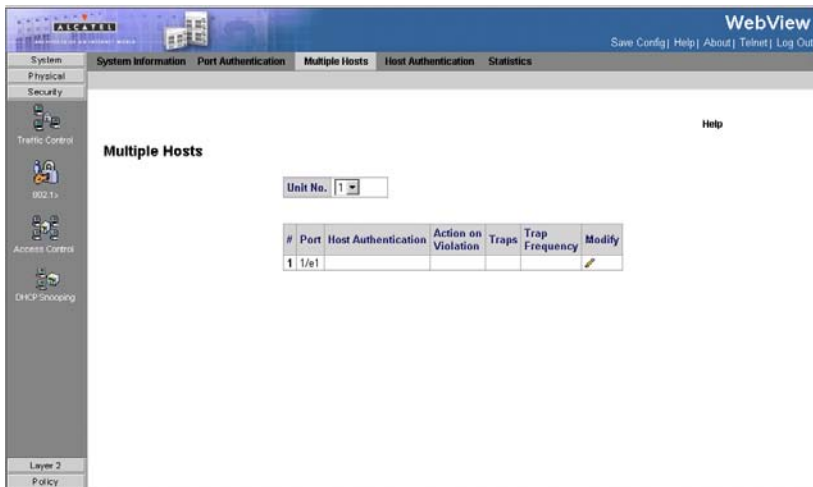 ALCATEL
WebView
Save Config| Help| About| Telnet| Log Out
System
Physical
Security
System Information Port Authentication Multiple Hosts Host Authentication Statistics
Help
Traffic Control
802.1x
Access Control
DHCP Snooping
Multiple Hosts
Unit No. 1
# Port Host Authentication Action on Violation Traps Trap Frequency Modify
1 1/e1
Layer 2
Policy